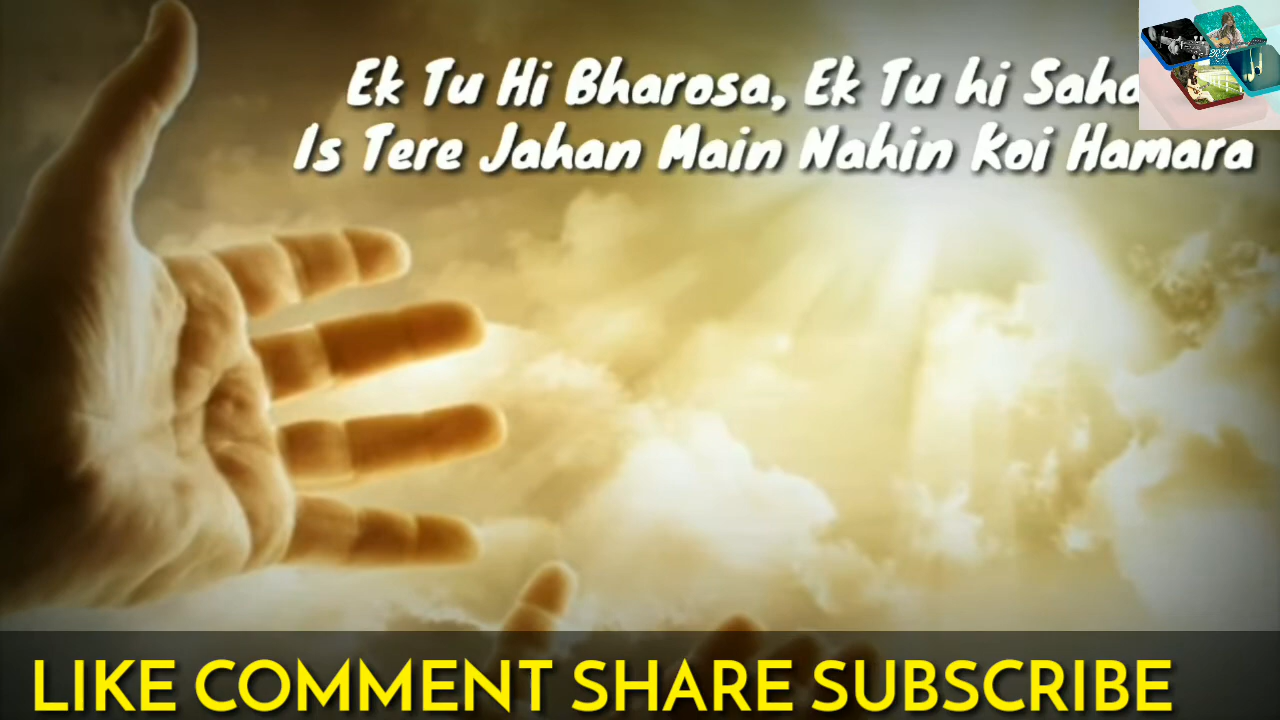 Ek Tu Hi Bharosa, Ek Tu hi
Is Tere Jahan Main Nahin Koi Hamara
LIKE COMMENT SHARE SUBSCRIBE